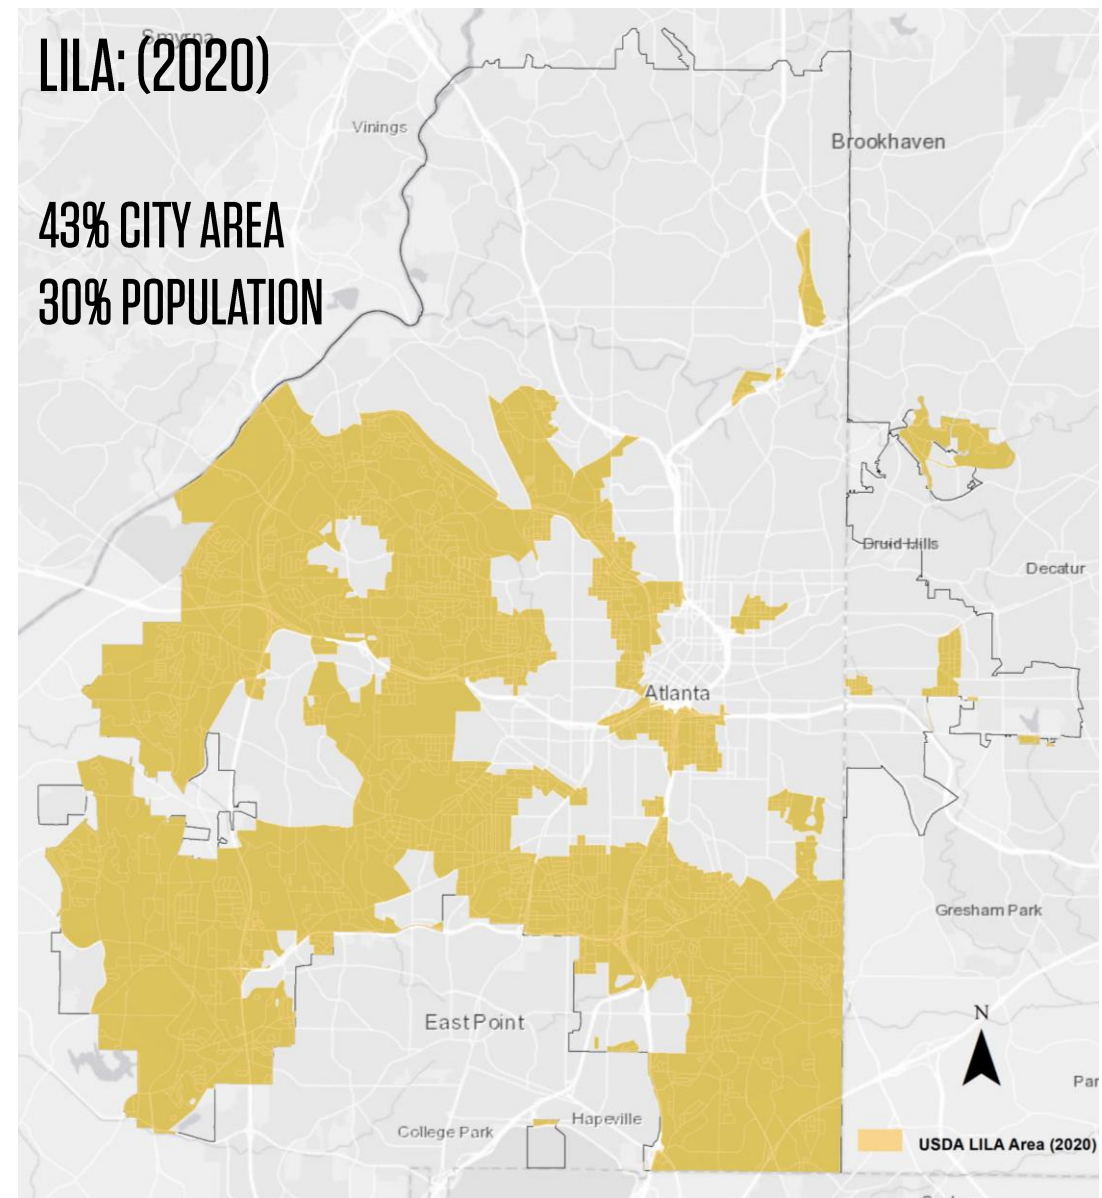 Smyrna
LILA: (2020)
Vinings
Brookhaven
43% CITY AREA
30% POPULATION
Druid Hills
Decatur
Atlanta
Gresham Park
N
East Point
Par
Hapeville
College Park
USDA LILA Area (2020)